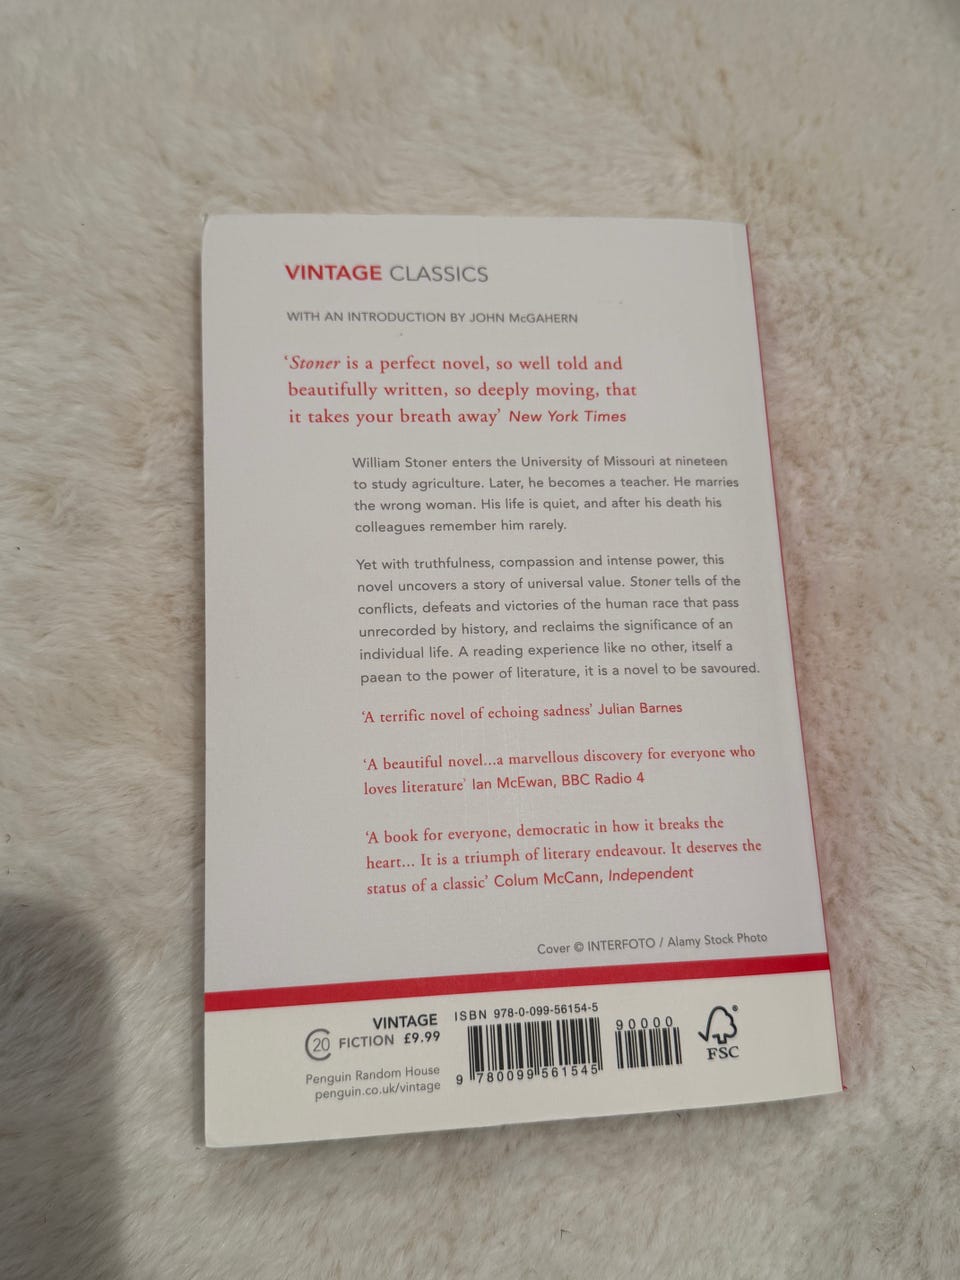 VINTAGE CLASSICS
WITH AN INTRODUCTION BY JOHN McGAHERN
‘Stoner is a perfect novel, so well told and
beautifully written, so deeply moving, that
it takes your breath away’ New York Times
William Stoner enters the University of Missouri at nineteen
to study agriculture. Later, he becomes a teacher. He marries
the wrong woman. His life is quiet, and after his death his
colleagues remember him rarely.
Yet with truthfulness, compassion and intense power, this
novel uncovers a story of universal value. Stoner tells of the
conflicts, defeats and victories of the human race that pass
unrecorded by history, and reclaims the significance of an
individual life. A reading experience like no other, itself a
paean to the power of literature, it is a novel to be savoured.
‘A terrific novel of echoing sadness’ Julian Barnes
‘A beautiful novel...a marvellous discovery for everyone who
loves literature’ Ian McEwan, BBC Radio 4
‘A book for everyone, democratic in how it breaks the
heart... It is a triumph of literary endeavour. It deserves the
status of a classic’ Colum McCann, Independent
Cover © INTERFOTO / Alamy Stock Photo
VINTAGE
C20 FICTION £9.99
Penguin Random House
penguin.co.uk/vintage
ISBN 978-0-099-56154-5
9 780099 561545
90000
FSC®